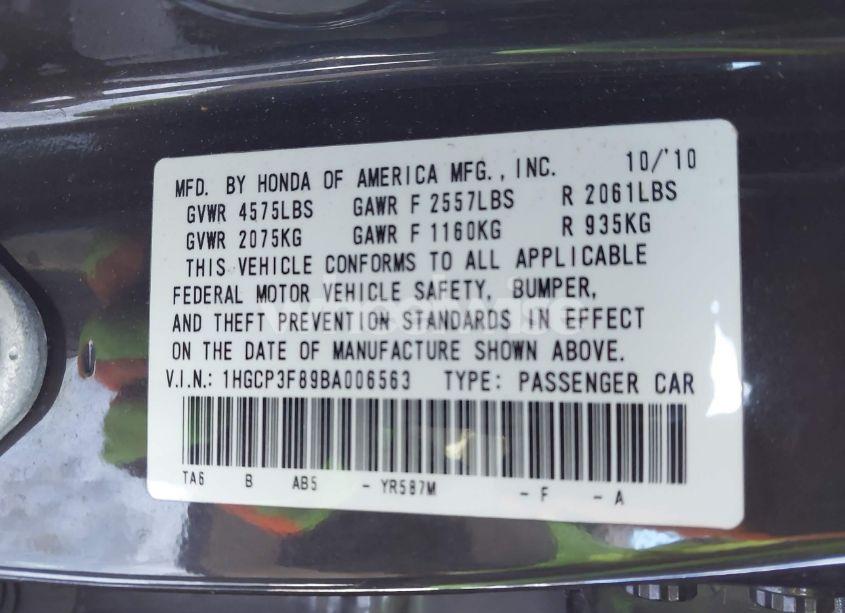 MFD. BY HONDA OF AMERICA MFG., INC. 10/'10
GVWR 4575LBS GAWR F 2557LBS R 2061LBS
GVWR 2075KG GAWR F 1160KG R 935KG
THIS VEHICLE CONFORMS TO ALL APPLICABLE
FEDERAL MOTOR VEHICLE SAFETY, BUMPER,
AND THEFT PREVENTION STANDARDS IN EFFECT
ON THE DATE OF MANUFACTURE SHOWN ABOVE.
V.I.N.: 1HGCP3F89BA006563 TYPE: PASSENGER CAR
TA6 B AB5 - YR587M - F - A